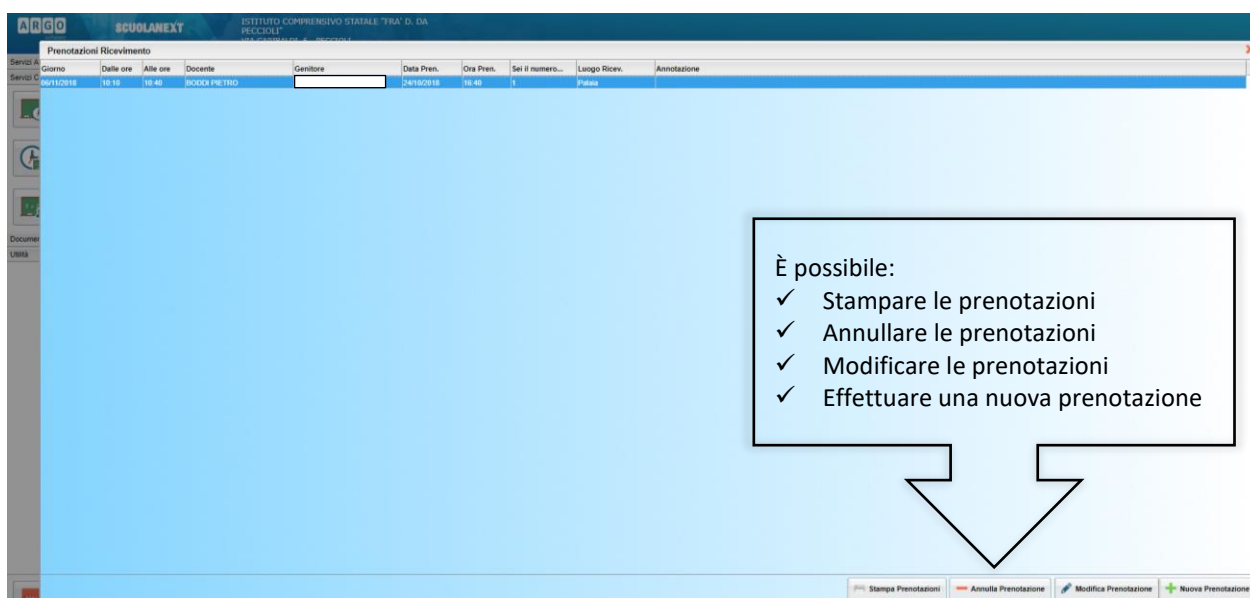 ARGO
SCUOLANEXT
ISTITUTO COMPRENSIVO STATALE "FRA' D. DA
PECCIOLI"
Prenotazioni Ricevimento
Servizi A
Servizi C
Giorno Dalle ore Alle ore Docente Genitore Data Pren. Ora Pren. Sei il numero... Luogo Ricev. Annotazione
06/11/2018 10:10 10:40 BODDI PIETRO 24/10/2018 16:40 1 Palaia
Documen
Utilità
È possibile:
✓ Stampare le prenotazioni
✓ Annullare le prenotazioni
✓ Modificare le prenotazioni
✓ Effettuare una nuova prenotazione
Stampa Prenotazioni Annulla Prenotazione Modifica Prenotazione Nuova Prenotazione